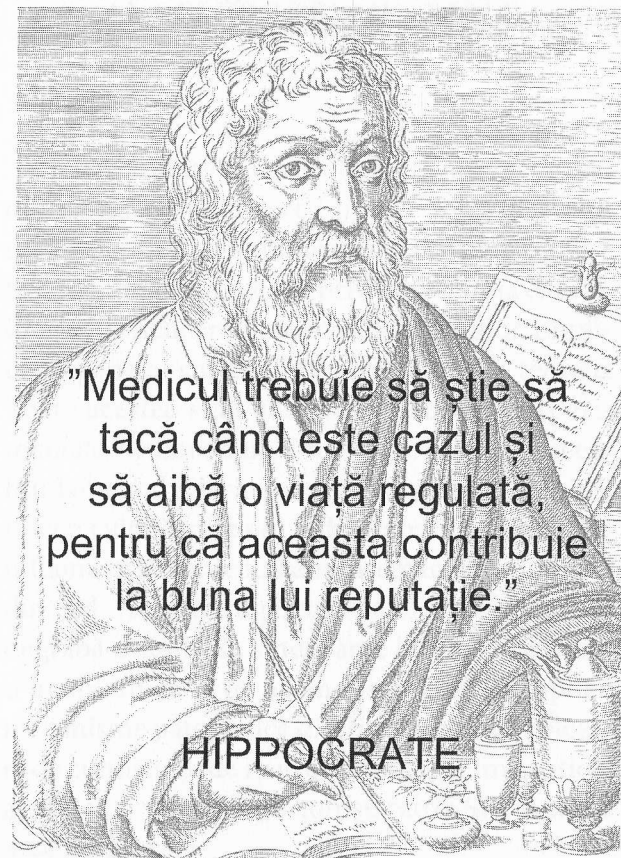 ”Medicul trebuie să știe să
tacă când este cazul și
să aibă o viață regulată,
pentru că aceasta contribuie
la buna lui reputație.”
HIPPOCRATE